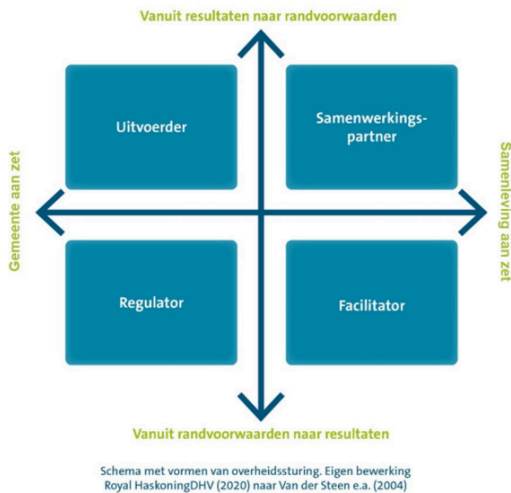 Vanuit resultaten naar randvoorwaarden
Uitvoerder
Samenwerkings-
partner
Gemeente aan zet
Samenleving aan zet
Regulator
Facilitator
Vanuit randvoorwaarden naar resultaten
Schema met vormen van overheidssturing. Eigen bewerking
Royal HaskoningDHV (2020) naar Van der Steen e.a. (2004)